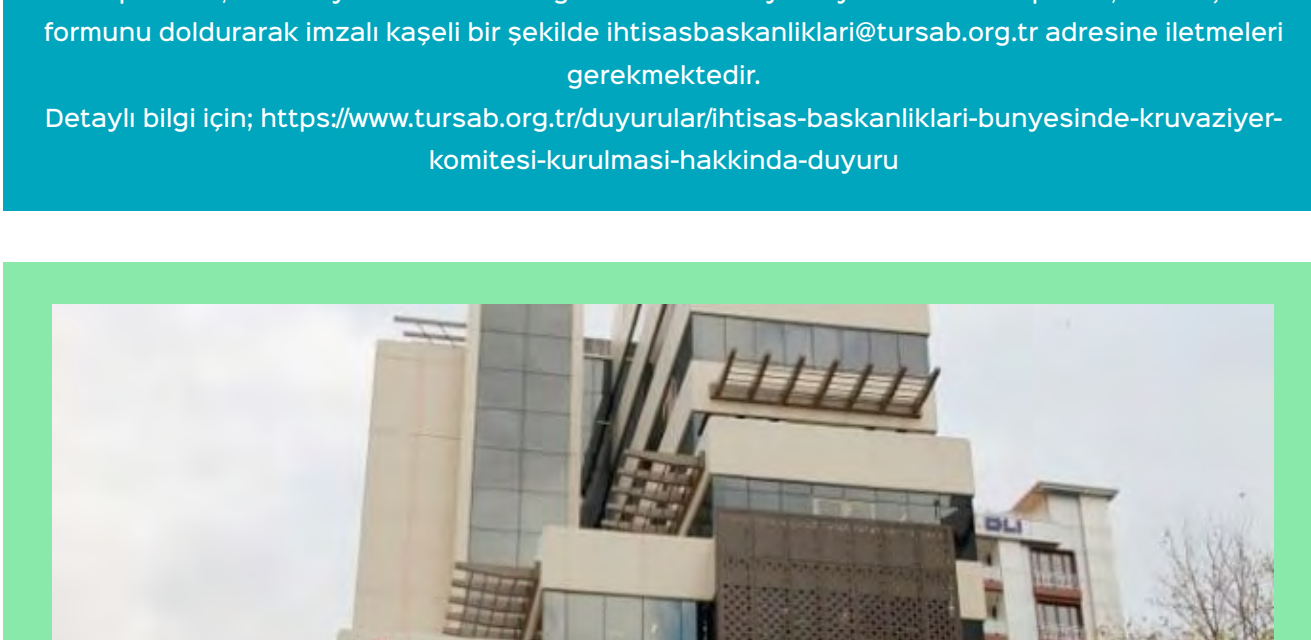 formunu doldurarak imzalı kaşeli bir şekilde ihtisasbaskanliklari@tursab.org.tr adresine iletmeleri
gerekmektedir.
Detaylı bilgi için; https://www.tursab.org.tr/duyurular/ihtisas-baskanliklari-bunyesinde-kruvaziyer-
komitesi-kurulmasi-hakkinda-duyuru